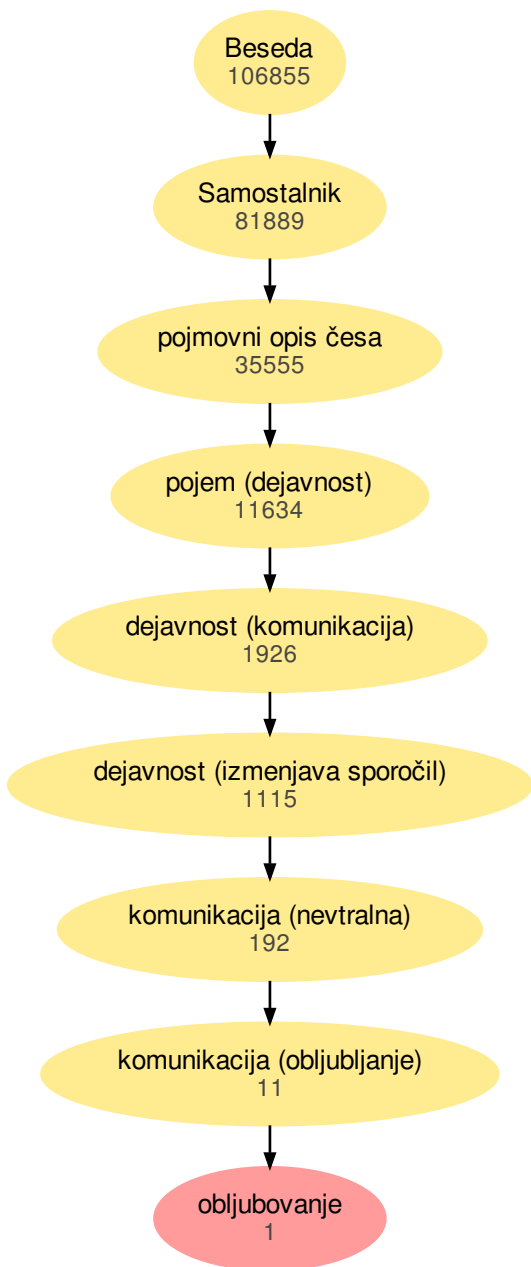 Beseda
106855
Samostalnik
81889
pojmovni opis česa
35555
pojem (dejavnost)
11634
dejavnost (komunikacija)
1926
dejavnost (izmenjava sporočil)
1115
komunikacija (nevtralna)
192
komunikacija (obljubljanje)
11
obljubovanje
1